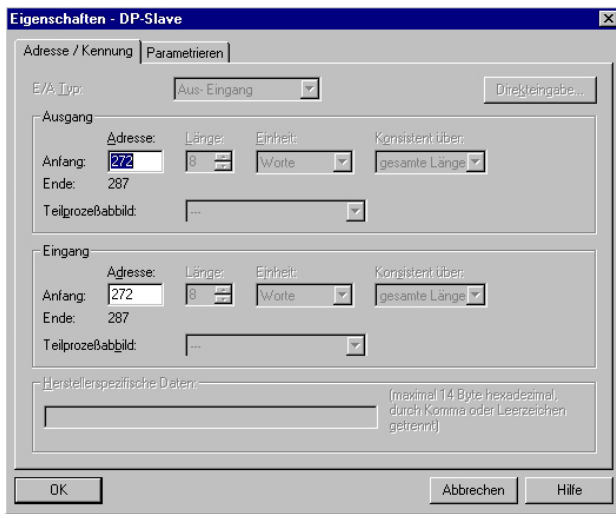 Eigenschaften - DP-Slave
Adresse / Kennung Parametrieren
E/A Typ: Aus- Eingang Direkteingabe...
Ausgang
Adresse: Länge: Einheit: Konsistent über:
Anfang: 272 8 Worte gesamte Länge
Ende: 287
Teilprozeßabbild: ---
Eingang
Adresse: Länge: Einheit: Konsistent über:
Anfang: 272 8 Worte gesamte Länge
Ende: 287
Teilprozeßabbild: ---
Herstellerspezifische Daten:
(maximal 14 Byte hexadezimal,
durch Komma oder Leerzeichen
getrennt)
OK Abbrechen Hilfe